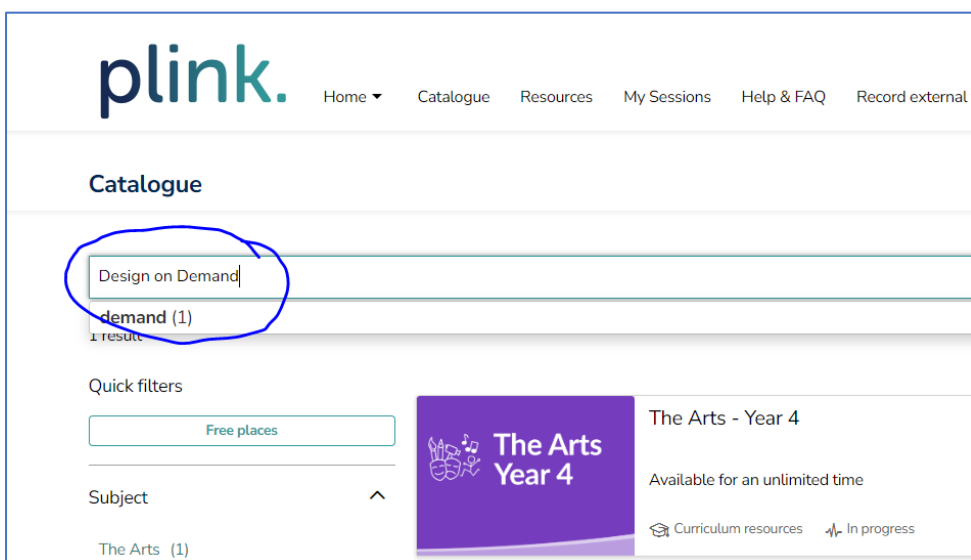 plink.
Home Catalogue Resources My Sessions Help & FAQ Record external
Catalogue
Design on Demand
demand (1)
1 result
Quick filters
Free places
Subject
The Arts (1)
The Arts
Year 4
The Arts - Year 4
Available for an unlimited time
Curriculum resources In progress